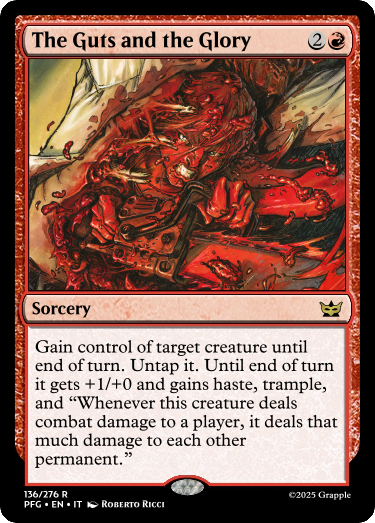 The Guts and the Glory 2
Sorcery
Gain control of target creature until
end of turn. Untap it. Until end of turn
it gets +1/+0 and gains haste, trample,
and “Whenever this creature deals
combat damage to a player, it deals that
much damage to each other
permanent.”
136/276 R
PFG • EN • IT Roberto Ricci
©2025 Grapple